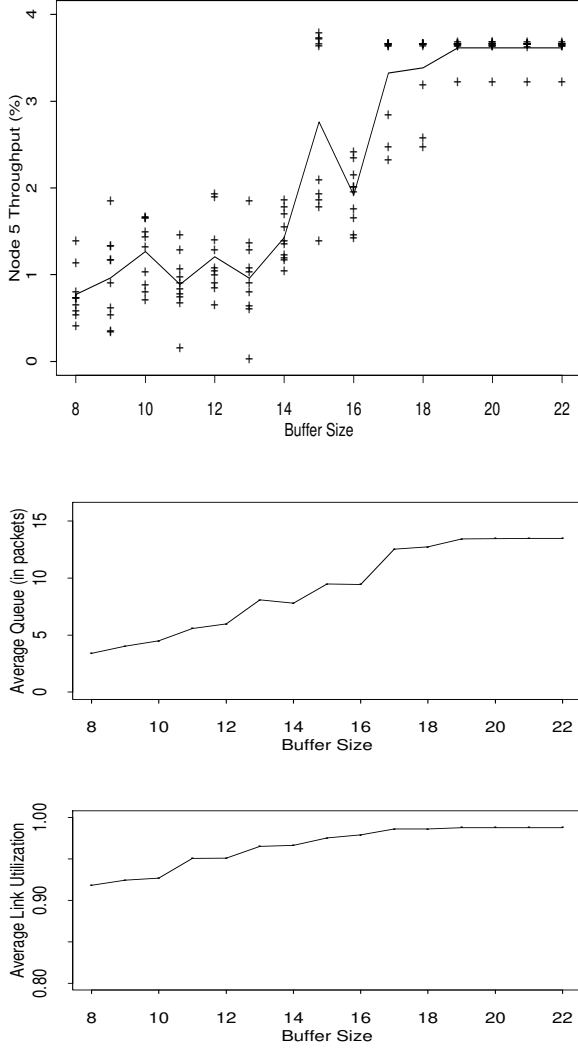 Node 5 Throughput (%)
4
3
2
1
0
8 10 12 14 16 18 20 22
Buffer Size
Average Queue (in packets)
15
10
5
0
8 10 12 14 16 18 20 22
Buffer Size
Average Link Utilization
1.00
0.90
0.80
8 10 12 14 16 18 20 22
Buffer Size